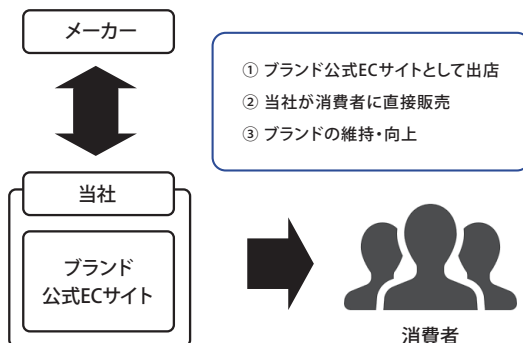 メーカー
① ブランド公式ECサイトとして出店
② 当社が消費者に直接販売
③ ブランドの維持・向上
当社
ブランド
公式ECサイト
消費者